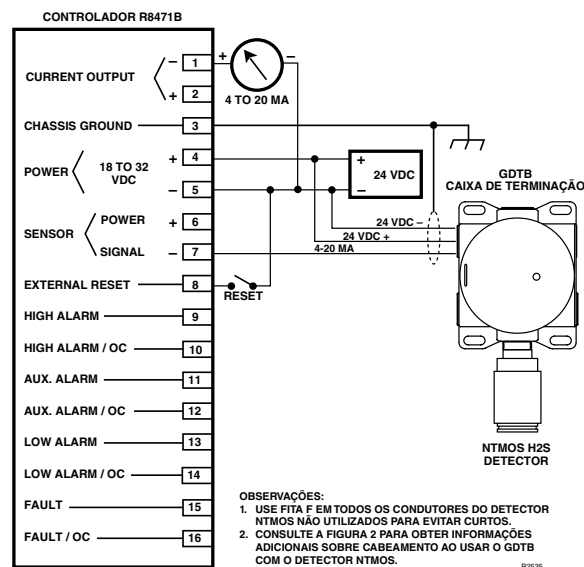 CONTROLADOR R8471B
CURRENT OUTPUT
–
1
+
–
+
2
4 TO 20 MA
CHASSIS GROUND
3
POWER
18 TO 32
VDC
+
4
–
5
+
–
24 VDC
GDTB
CAIXA DE TERMINAÇÃO
SENSOR
POWER
+
6
SIGNAL
–
7
24 VDC –
24 VDC +
4-20 MA
EXTERNAL RESET
8
RESET
HIGH ALARM
9
HIGH ALARM / OC
10
AUX. ALARM
11
AUX. ALARM / OC
12
LOW ALARM
13
LOW ALARM / OC
14
FAULT
15
FAULT / OC
16
NTMOS H2S
DETECTOR
OBSERVAÇÕES:
1. USE FITA F EM TODOS OS CONDUTORES DO DETECTOR
NTMOS NÃO UTILIZADOS PARA EVITAR CURTOS.
2. CONSULTE A FIGURA 2 PARA OBTER INFORMAÇÕES
ADICIONAIS SOBRE CABEAMENTO AO USAR O GDTB
COM O DETECTOR NTMOS.